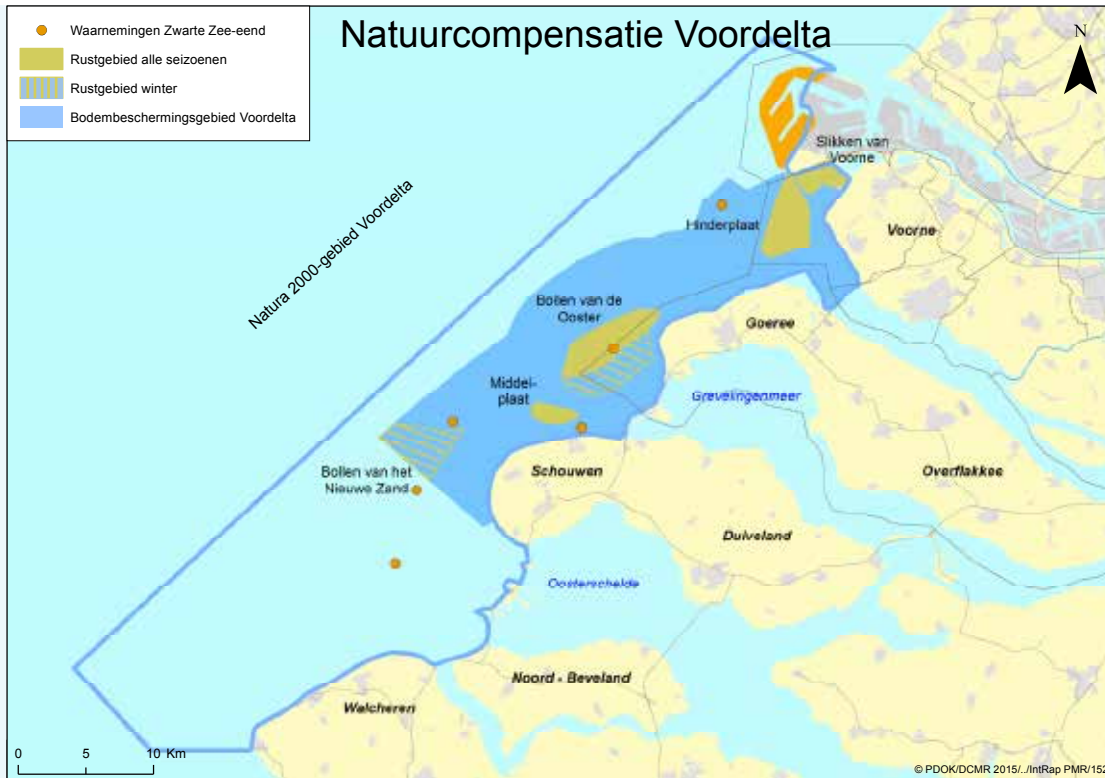 Natuurcompensatie Voordelta
Waarnemingen Zwarte Zee-eend
Rustgebied alle seizoenen
Rustgebied winter
Bodembeschermingsgebied Voordelta
N
Slikken van
Voorne
Hinderplaat
Voorne
Natura 2000-gebied Voordelta
Bollen van de
Ooster
Goeree
Middel-
plaat
Grevelingenmeer
Bollen van het
Nieuwe Zand
Schouwen
Overflakkee
Duiveland
Oosterschelde
Noord - Beveland
Walcheren
0 5 10 Km
© PDOK/DCMR 2015/../IntRap PMR/152